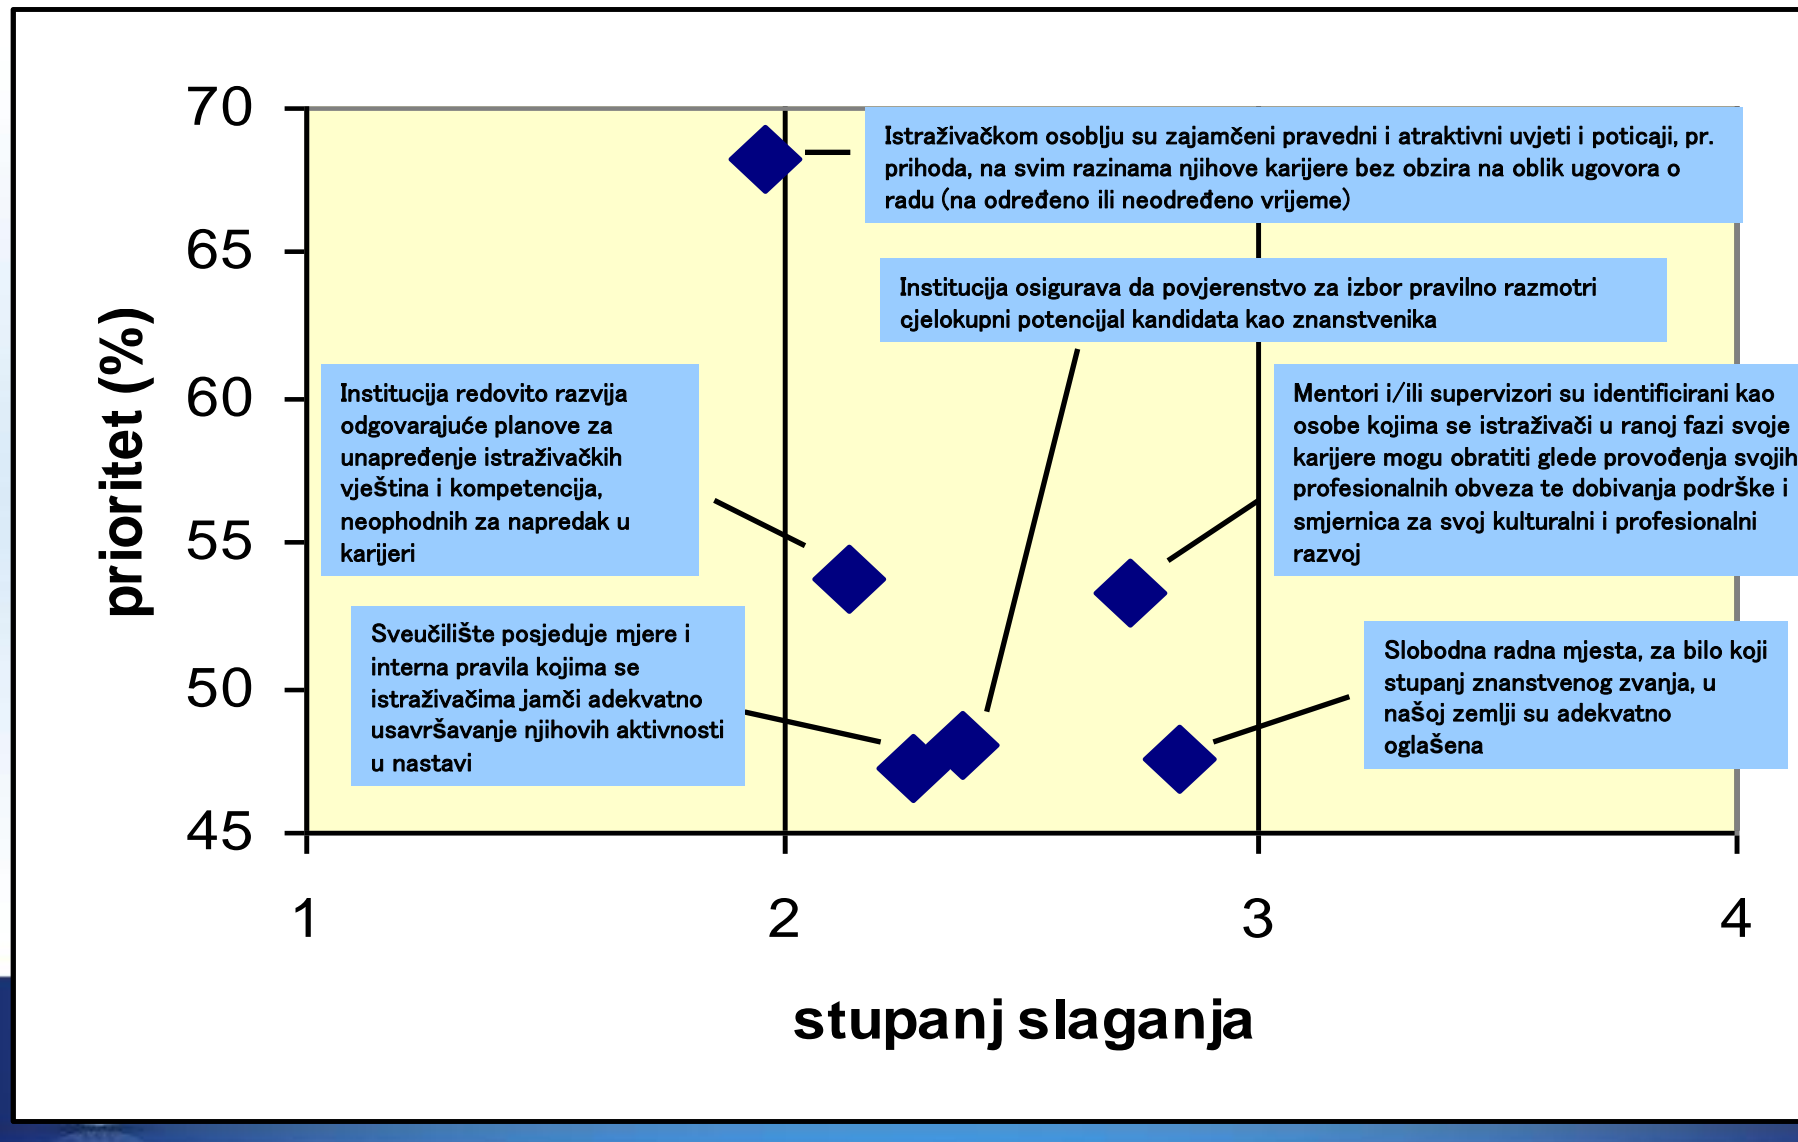 70
65
60
55
50
45
prioritet (%)
Istraživačkom osoblju su zajamčeni pravedni i atraktivni uvjeti i poticaji, pr.
prihoda, na svim razinama njihove karijere bez obzira na oblik ugovora o
radu (na određeno ili neodređeno vrijeme)
Institucija osigurava da povjerenstvo za izbor pravilno razmotri
cjelokupni potencijal kandidata kao znanstvenika
Institucija redovito razvija
odgovarajuće planove za
unapređenje istraživačkih
vještina i kompetencija,
neophodnih za napredak u
karijeri
Mentori i/ili supervizori su identificirani kao
osobe kojima se istraživači u ranoj fazi svoje
karijere mogu obratiti glede provođenja svojih
profesionalnih obveza te dobivanja podrške i
smjernica za svoj kulturalni i profesionalni
razvoj
Sveučilište posjeduje mjere i
interna pravila kojima se
istraživačima jamči adekvatno
usavršavanje njihovih aktivnosti
u nastavi
Slobodna radna mjesta, za bilo koji
stupanj znanstvenog zvanja, u
našoj zemlji su adekvatno
oglašena
1 2 3 4
stupanj slaganja